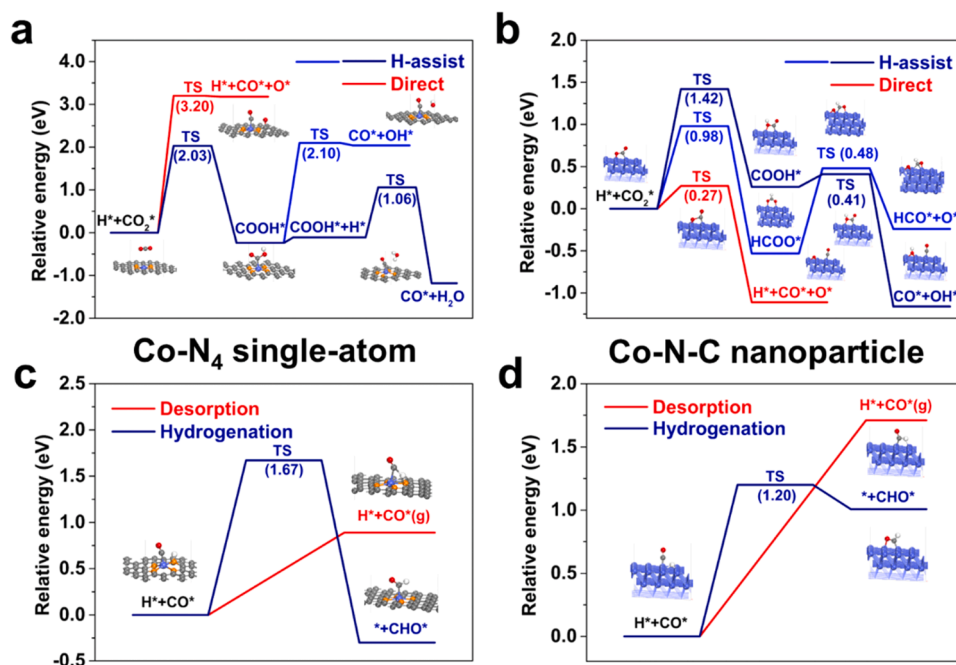 a
4.0
3.0
2.0
1.0
0.0
-1.0
-2.0
Relative energy (eV)
H-assist
Direct
TS
(3.20)
H*+CO*+O*
TS
(2.03)
TS
(2.10)
CO*+OH*
H*+CO₂*
COOH*
COOH*+H*
TS
(1.06)
CO*+H₂O
b
1.5
1.0
0.5
0.0
-0.5
1.0
Relative energy (eV)
H-assist
Direct
TS
(1.42)
TS
(0.98)
TS
(0.27)
H*+CO₂*
COOH*
HCOO*
TS (0.48)
TS
(0.41)
HCO*+O*
H*+CO*+O*
CO*+OH*
Co-N₄ single-atom
Co-N-C nanoparticle
c
2.5
2.0
1.5
1.0
0.5
0.0
-0.5
Relative energy (eV)
Desorption
Hydrogenation
TS
(1.67)
H*+CO*(g)
H*+CO*
*+CHO*
d
2.0
1.5
1.0
0.5
0.0
Relative energy (eV)
Desorption
Hydrogenation
H*+CO*(g)
TS
(1.20)
*+CHO*
H*+CO*